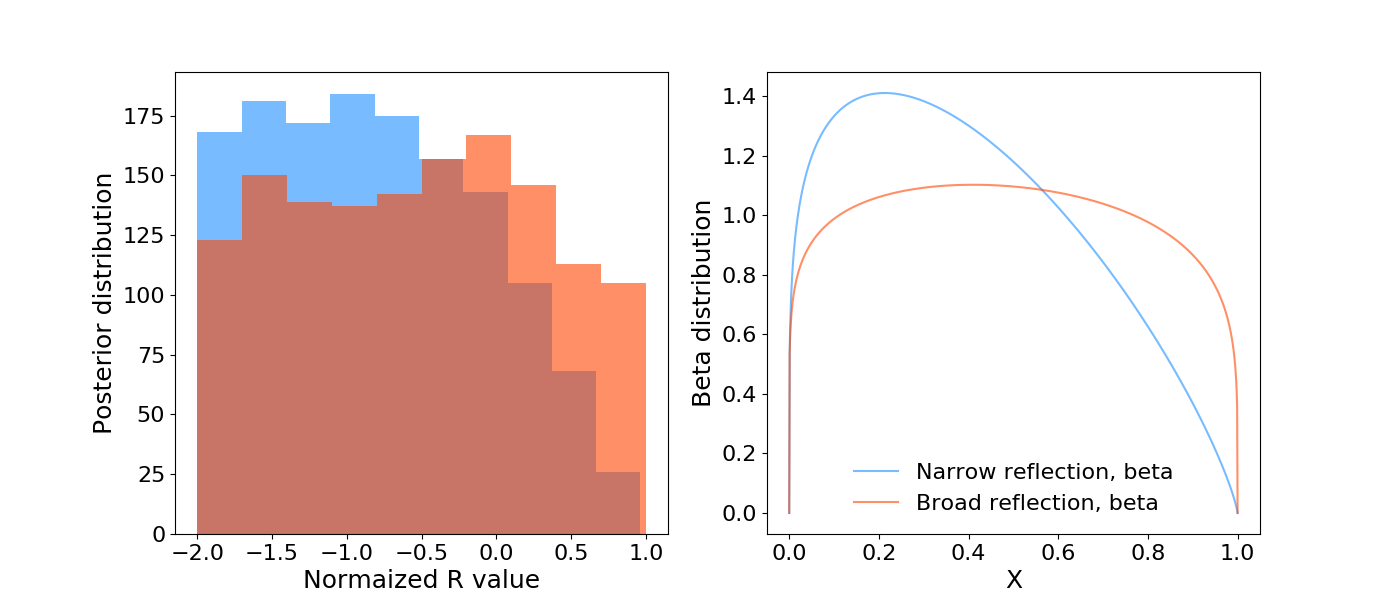 175
150
125
100
75
50
25
0
Posterior distribution
−2.0 −1.5 −1.0 −0.5 0.0 0.5 1.0
Normaized R value
1.4
1.2
1.0
0.8
0.6
0.4
0.2
0.0
Beta distribution
Narrow reflection, beta
Broad reflection, beta
0.0 0.2 0.4 0.6 0.8 1.0
X